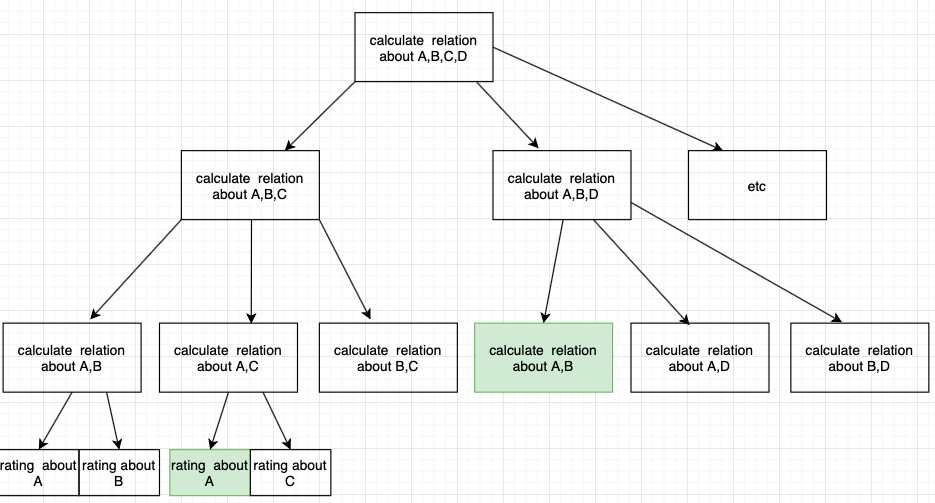 calculate relation
about A,B,C,D
calculate relation
about A,B,C
calculate relation
about A,B,D
etc
calculate relation
about A,B
calculate relation
about A,C
calculate relation
about B,C
calculate relation
about A,B
calculate relation
about A,D
calculate relation
about B,D
rating about
A
rating about
B
rating about
A
rating about
C